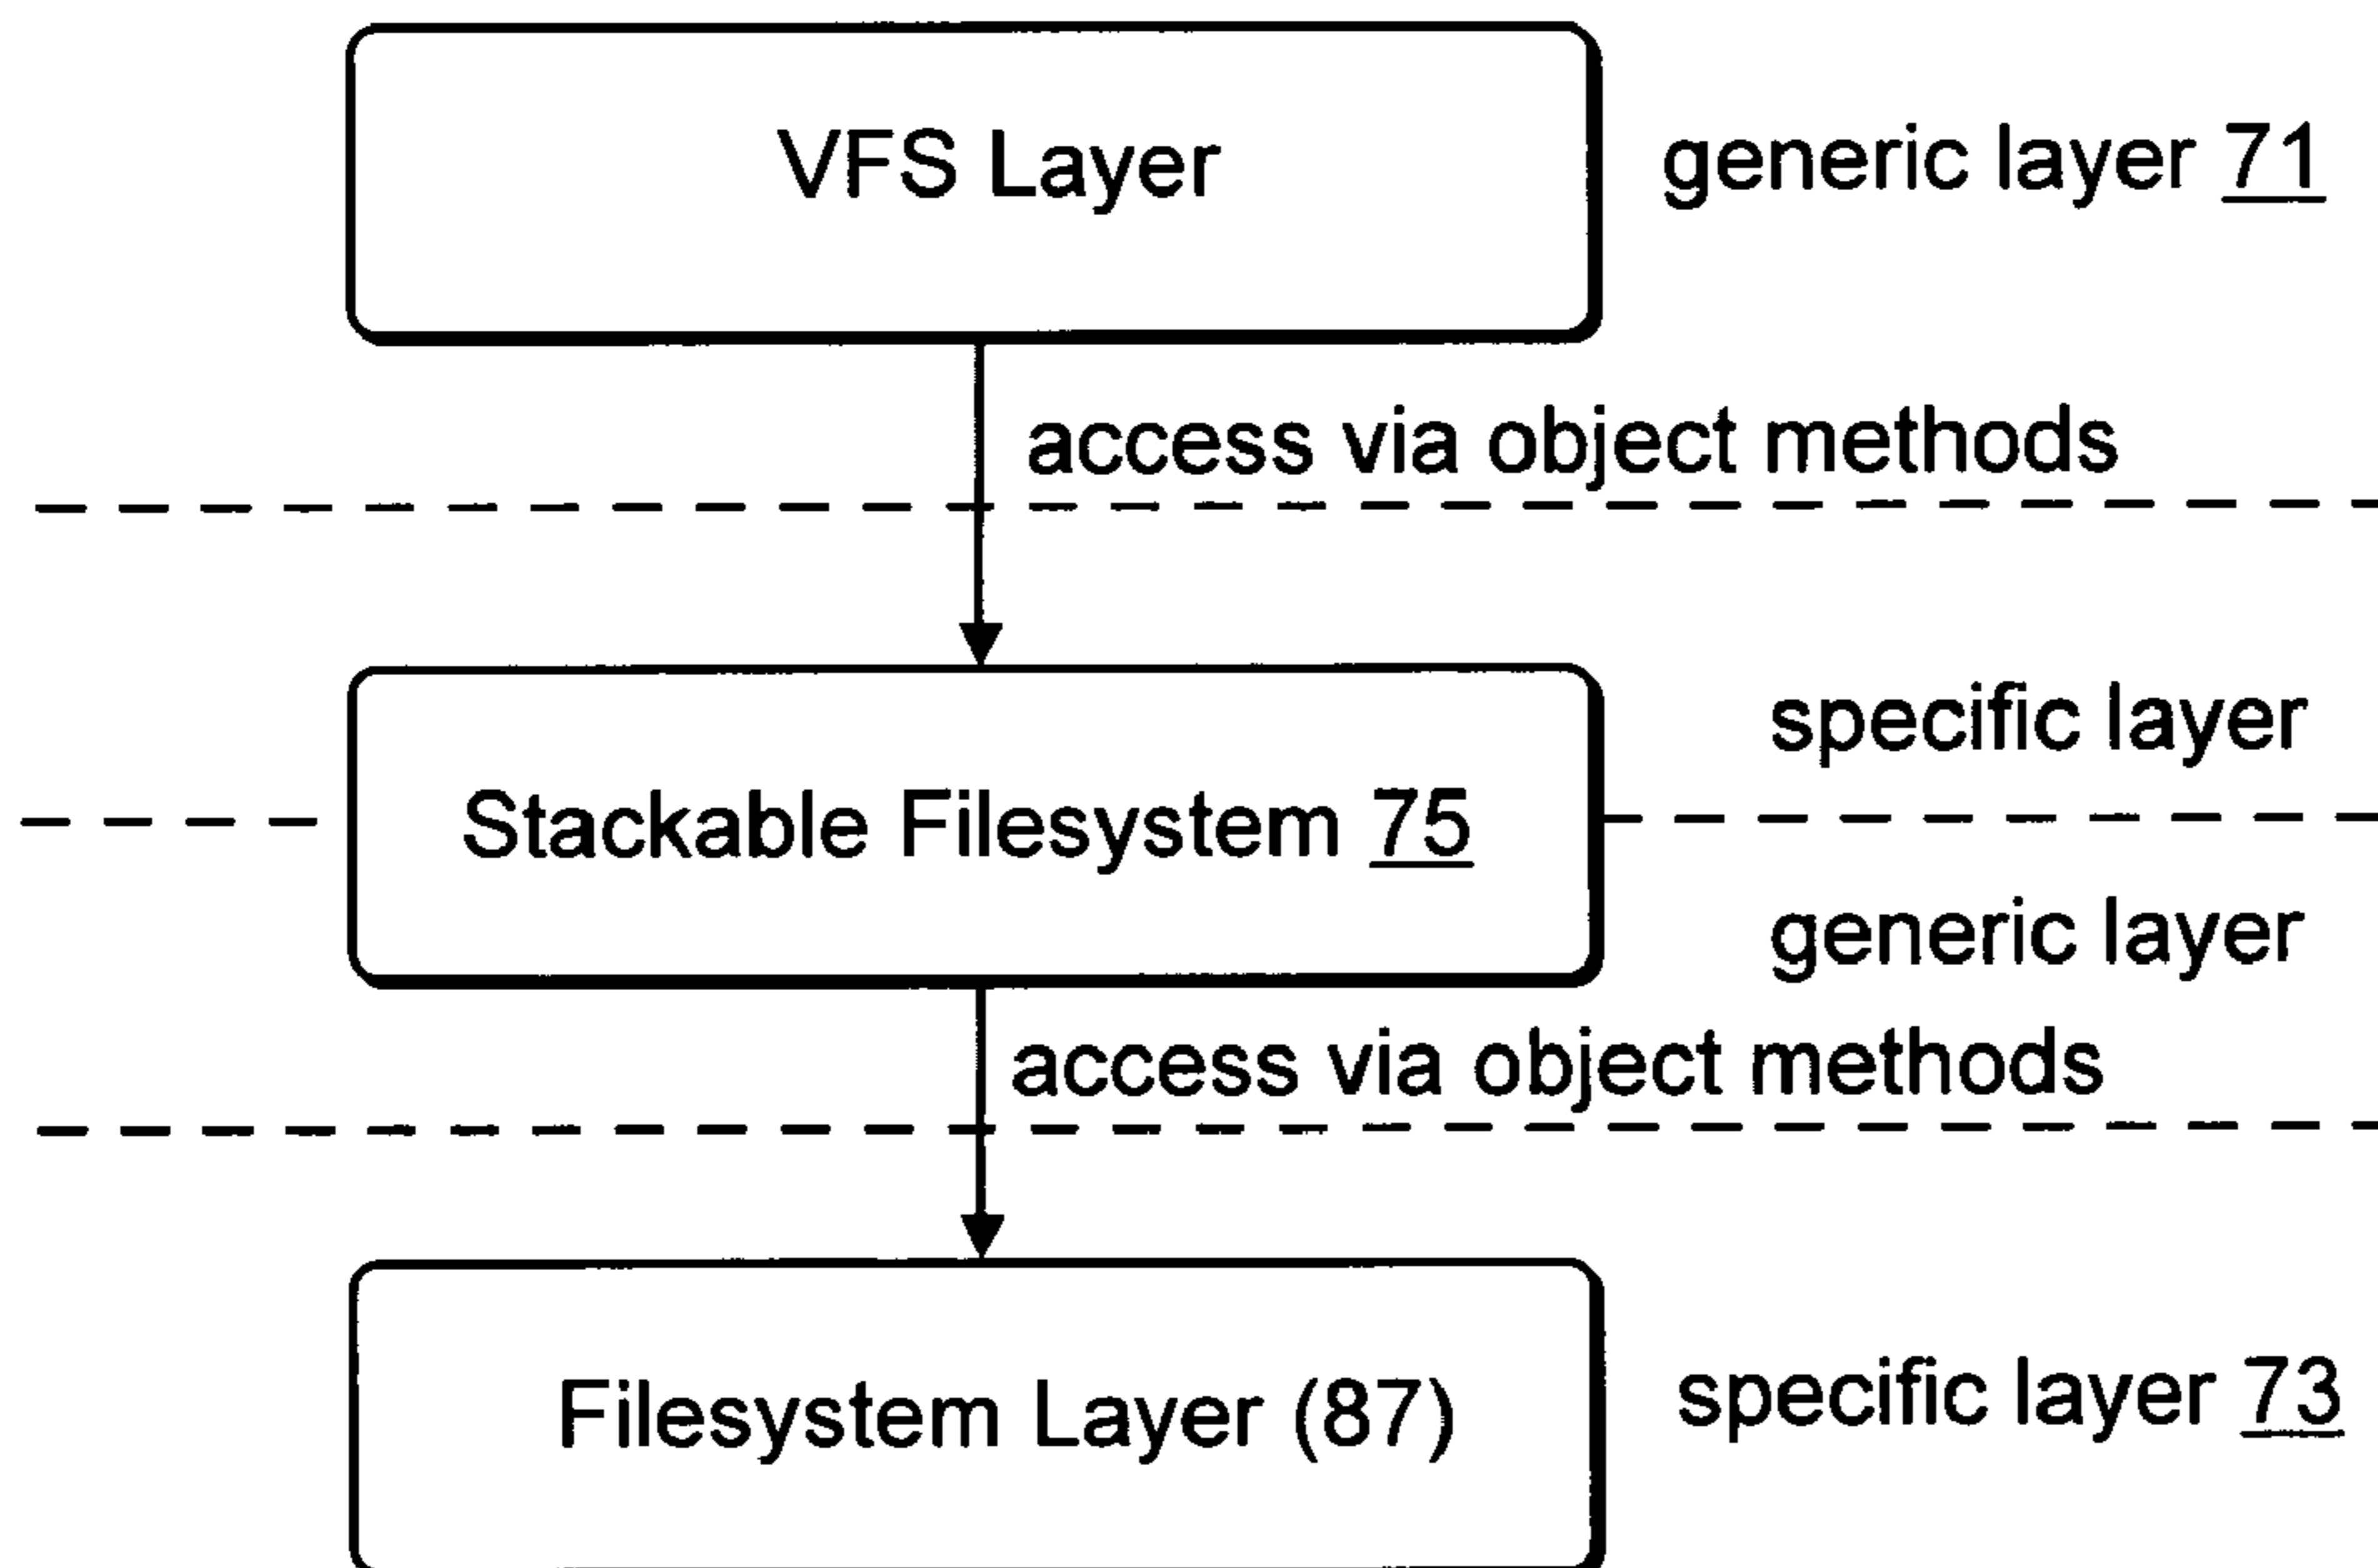 VFS Layer
generic layer 71
access via object methods
specific layer
Stackable Filesystem 75
generic layer
access via object methods
Filesystem Layer (87)
specific layer 73